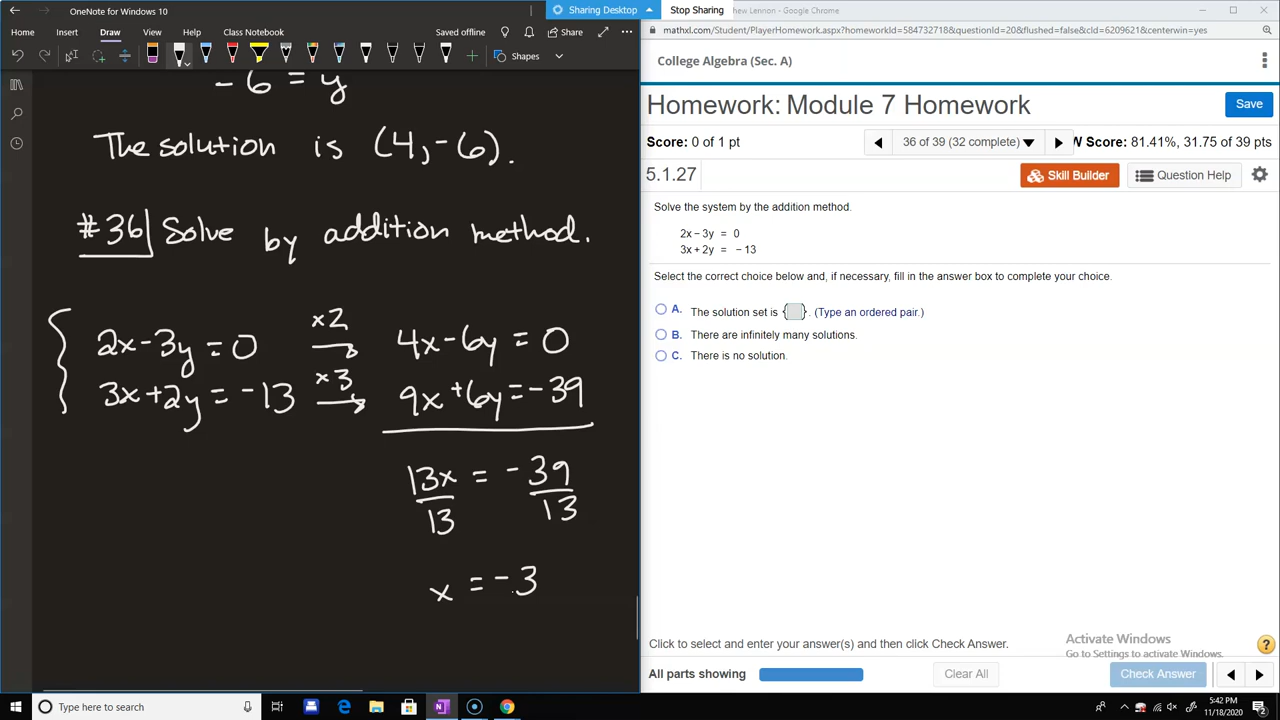 OneNote for Windows 10
Sharing Desktop
Stop Sharing
hew Lennon - Google Chrome
Home Insert Draw View Help Class Notebook Saved offline Share
mathxl.com/Student/PlayerHomework.aspx?homeworkId=584732718&questionId=20&flushed=false&cId=6209621&centerwin=yes
Shapes
College Algebra (Sec. A)
-6 = y
The solution is (4,-6).
#36 Solve by addition method.
2x-3y=0 x2 4x-6y=0
3x+2y=-13 x3 9x+6y=-39
13x = -39
13 13
x = -3
Homework: Module 7 Homework
Save
Score: 0 of 1 pt
36 of 39 (32 complete)
W Score: 81.41%, 31.75 of 39 pts
5.1.27
Skill Builder
Question Help
Solve the system by the addition method.
2x - 3y = 0
3x + 2y = - 13
Select the correct choice below and, if necessary, fill in the answer box to complete your choice.
A. The solution set is { }. (Type an ordered pair.)
B. There are infinitely many solutions.
C. There is no solution.
Click to select and enter your answer(s) and then click Check Answer.
Activate Windows
Go to Settings to activate Windows.
?
All parts showing
Clear All
Check Answer
Type here to search
5:42 PM
11/18/2020
2